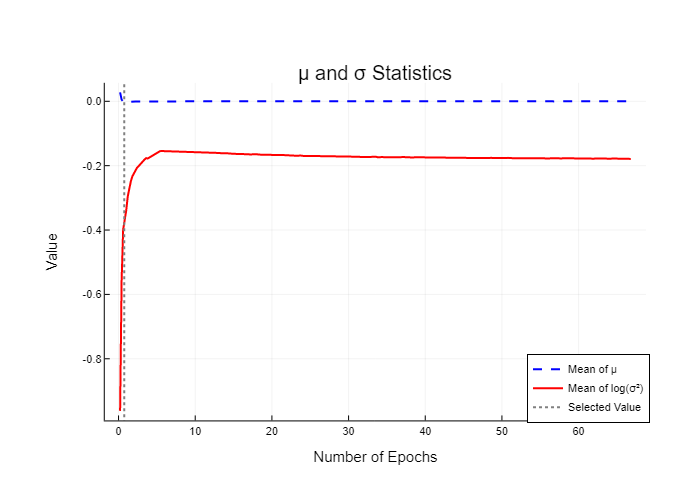 μ and σ Statistics
0.0
-0.2
-0.4
-0.6
-0.8
Value
0 10 20 30 40 50 60
Number of Epochs
Mean of μ
Mean of log(σ²)
Selected Value